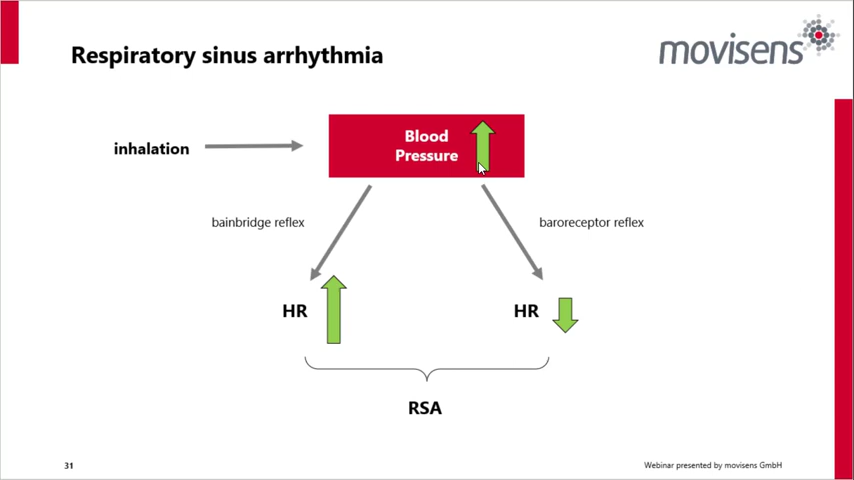 Respiratory sinus arrhythmia
movisens
inhalation
Blood
Pressure
bainbridge reflex
baroreceptor reflex
HR
HR
RSA
31
Webinar presented by movisens GmbH